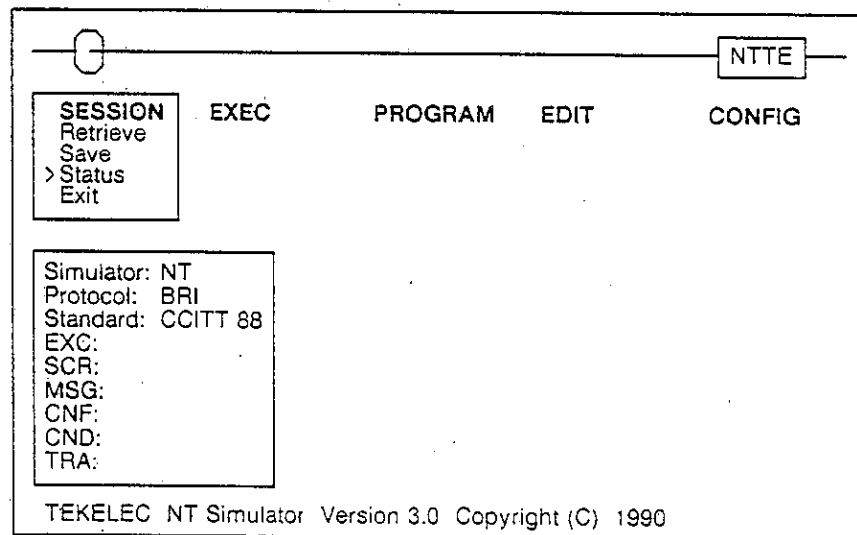 NTTE
SESSION EXEC PROGRAM EDIT CONFIG
Retrieve
Save
> Status
Exit
Simulator: NT
Protocol: BRI
Standard: CCITT 88
EXC:
SCR:
MSG:
CNF:
CND:
TRA:
TEKELEC NT Simulator Version 3.0 Copyright (C) 1990